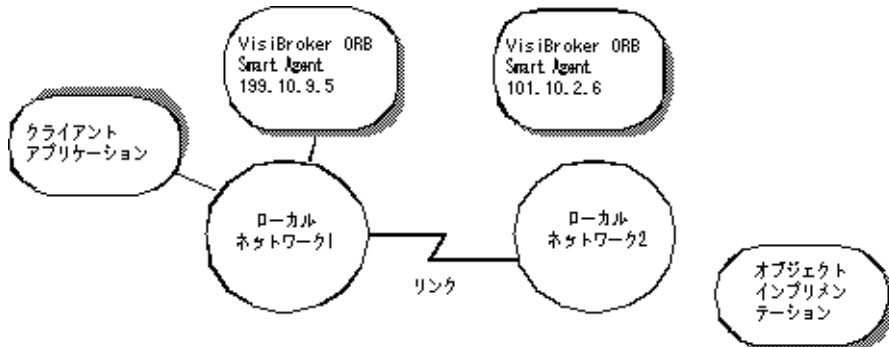 VisiBroker ORB
Smart Agent
199.10.9.5
VisiBroker ORB
Smart Agent
101.10.2.6
クライアント
アプリケーション
ローカル
ネットワーク1
ローカル
ネットワーク2
リンク
オブジェクト
インプリメン
テーション